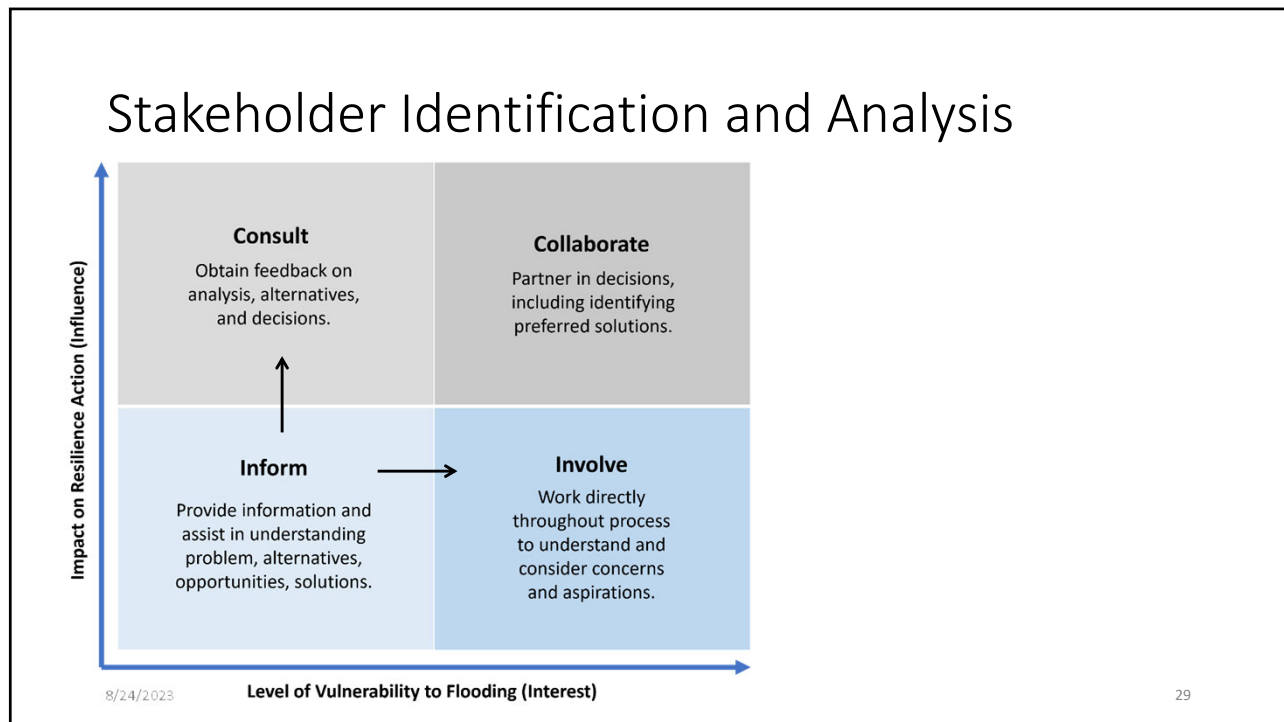 Stakeholder Identification and Analysis
Impact on Resilience Action (Influence)
Consult
Obtain feedback on
analysis, alternatives,
and decisions.
Collaborate
Partner in decisions,
including identifying
preferred solutions.
Inform
Provide information and
assist in understanding
problem, alternatives,
opportunities, solutions.
Involve
Work directly
throughout process
to understand and
consider concerns
and aspirations.
Level of Vulnerability to Flooding (Interest)
8/24/2023
29